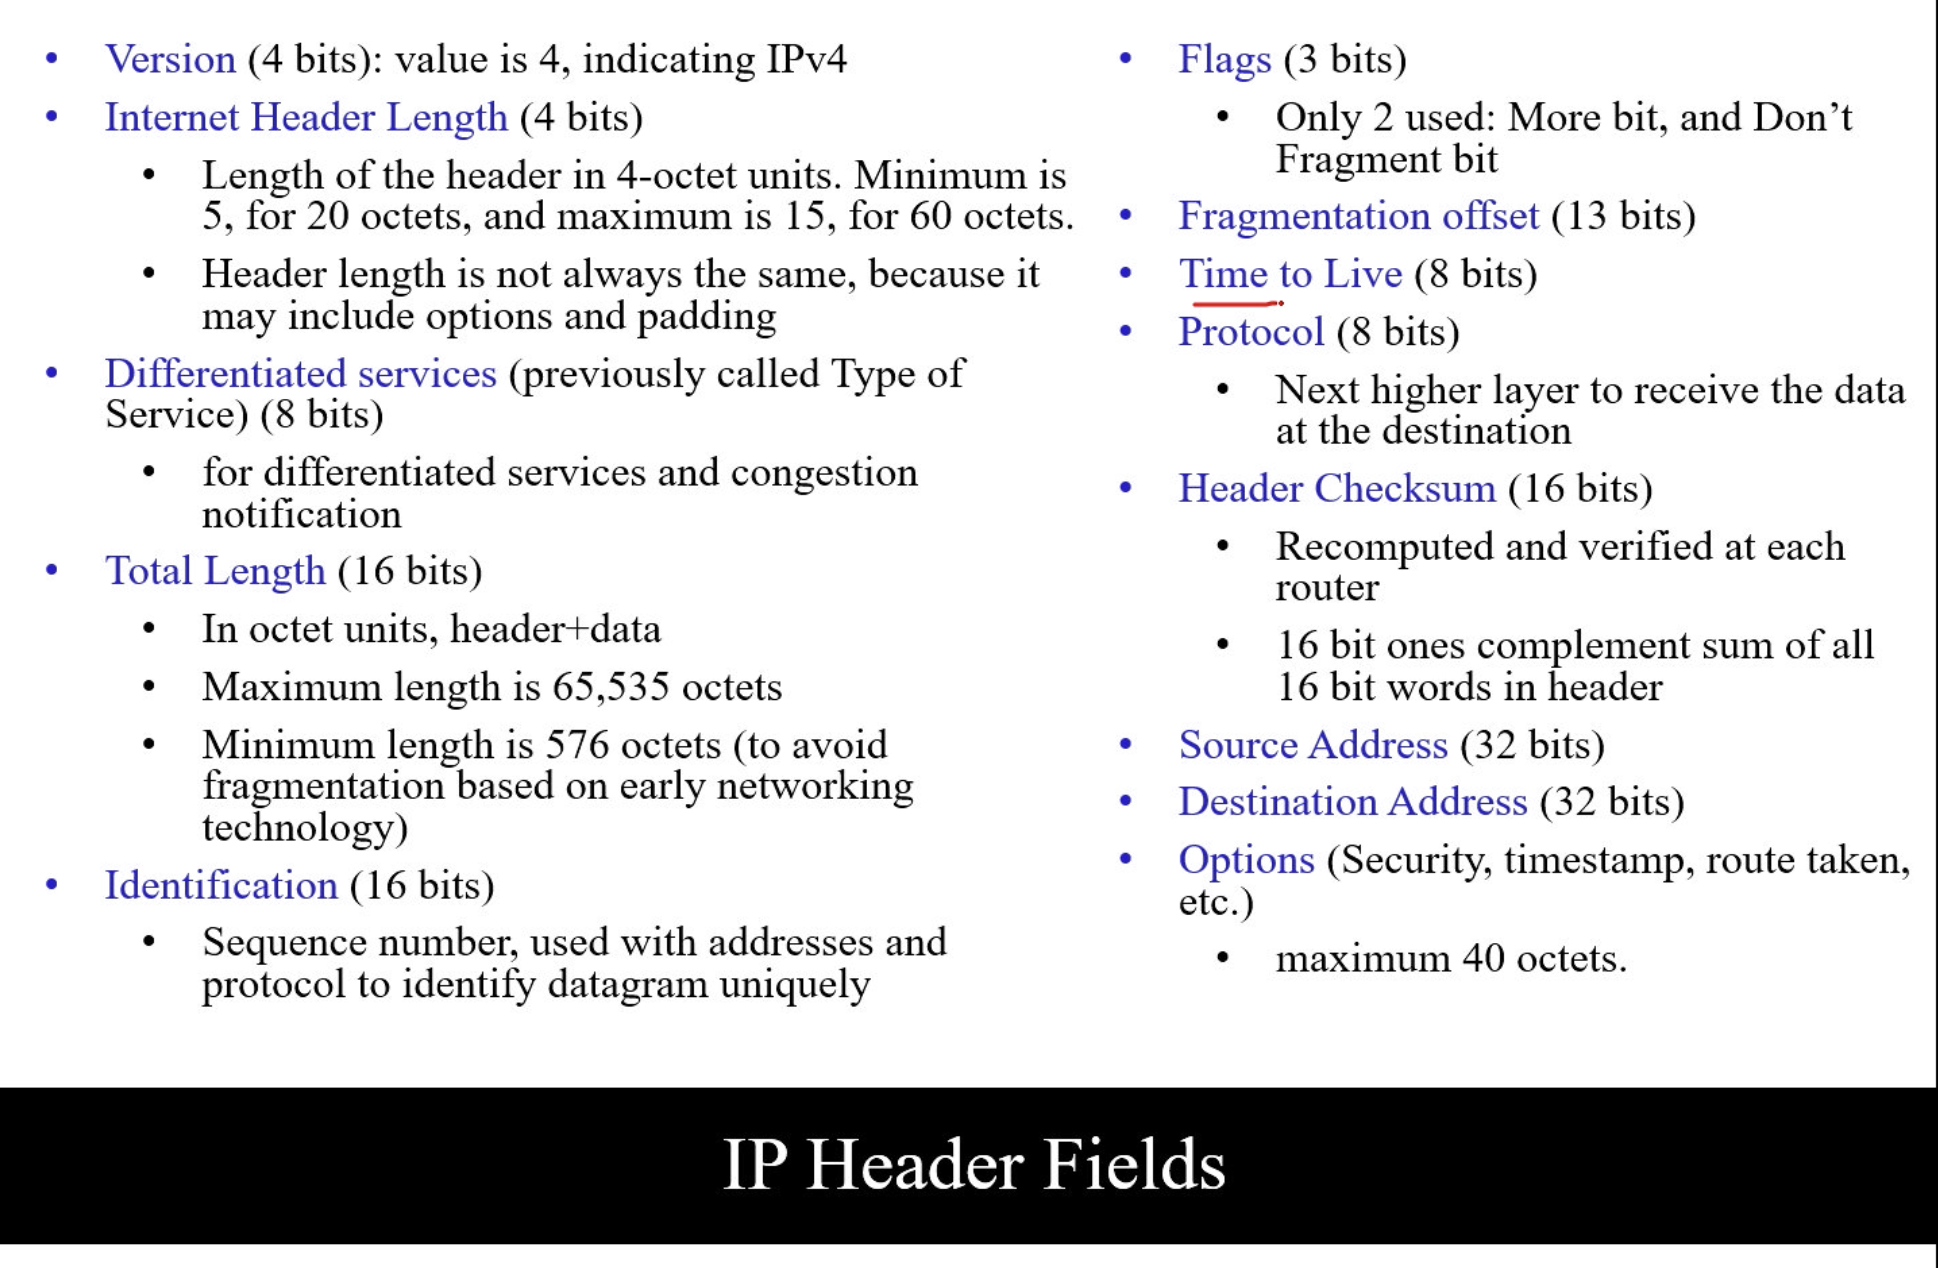 • Version (4 bits): value is 4, indicating IPv4
• Internet Header Length (4 bits)
• Length of the header in 4-octet units. Minimum is
5, for 20 octets, and maximum is 15, for 60 octets.
• Header length is not always the same, because it
may include options and padding
• Differentiated services (previously called Type of
Service) (8 bits)
• for differentiated services and congestion
notification
• Total Length (16 bits)
• In octet units, header+data
• Maximum length is 65,535 octets
• Minimum length is 576 octets (to avoid
fragmentation based on early networking
technology)
• Identification (16 bits)
• Sequence number, used with addresses and
protocol to identify datagram uniquely
• Flags (3 bits)
• Only 2 used: More bit, and Don’t
Fragment bit
• Fragmentation offset (13 bits)
• Time to Live (8 bits)
• Protocol (8 bits)
• Next higher layer to receive the data
at the destination
• Header Checksum (16 bits)
• Recomputed and verified at each
router
• 16 bit ones complement sum of all
16 bit words in header
• Source Address (32 bits)
• Destination Address (32 bits)
• Options (Security, timestamp, route taken,
etc.)
• maximum 40 octets.
IP Header Fields